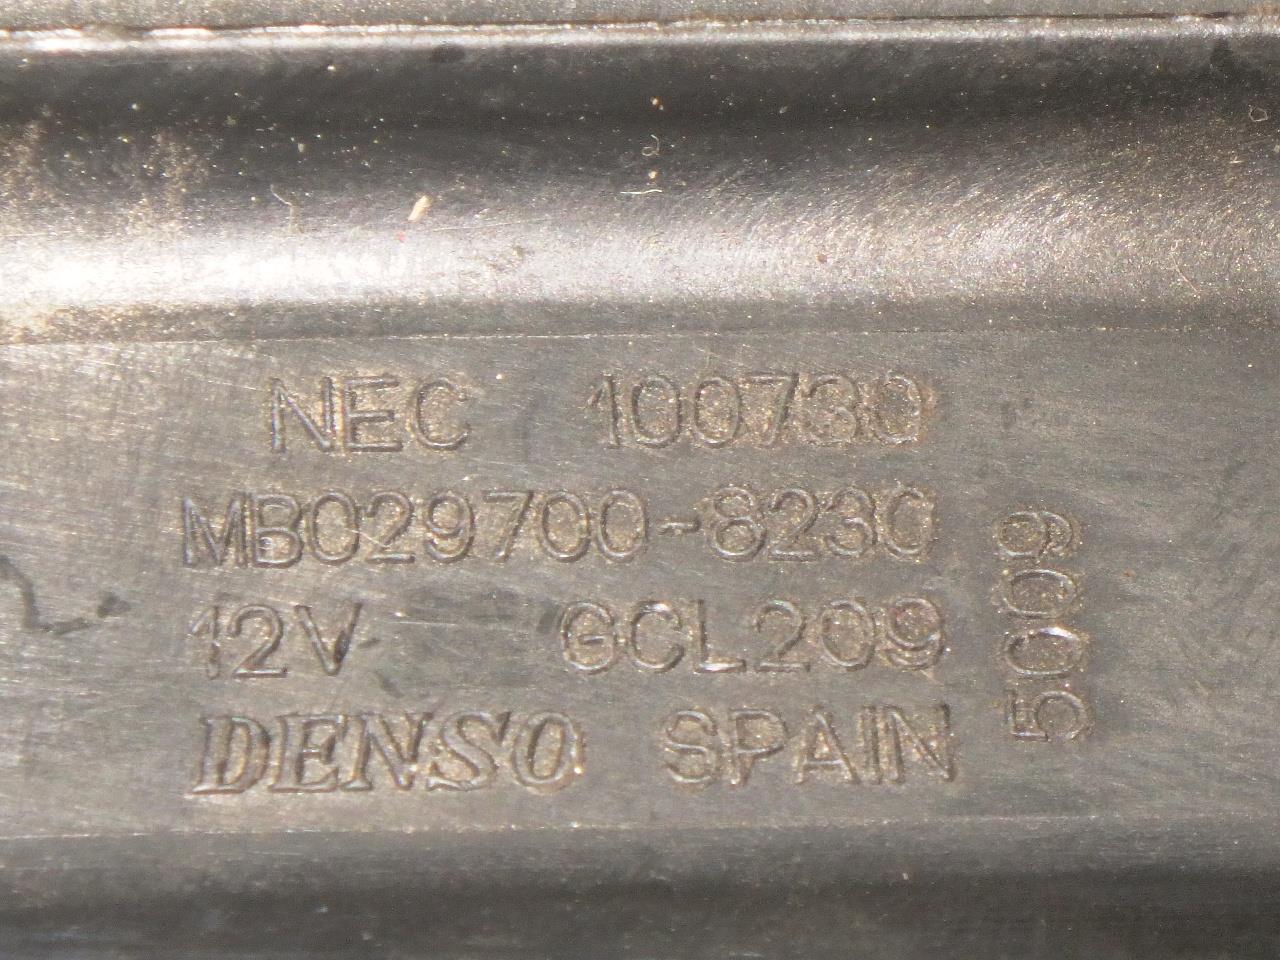 NEC 100730
MB029700-8230
12V GCL209
DENSO SPAIN
5009